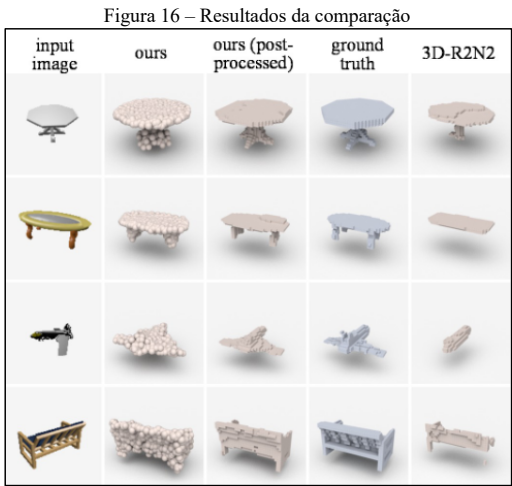 Figura 16 – Resultados da comparação
input image
ours
ours (post-processed)
ground truth
3D-R2N2